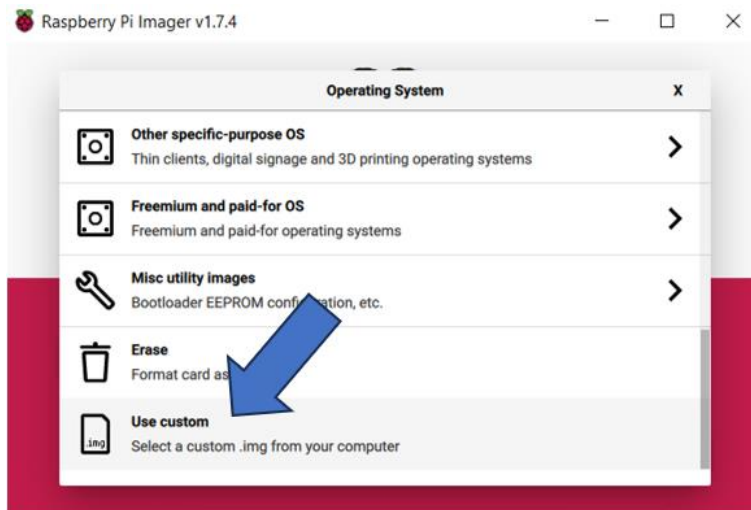 Raspberry Pi Imager v1.7.4
Operating System
X
Other specific-purpose OS
Thin clients, digital signage and 3D printing operating systems
Freemium and paid-for OS
Freemium and paid-for operating systems
Misc utility images
Bootloader EEPROM configuration, etc.
Erase
Format card as
Use custom
.img
Select a custom .img from your computer